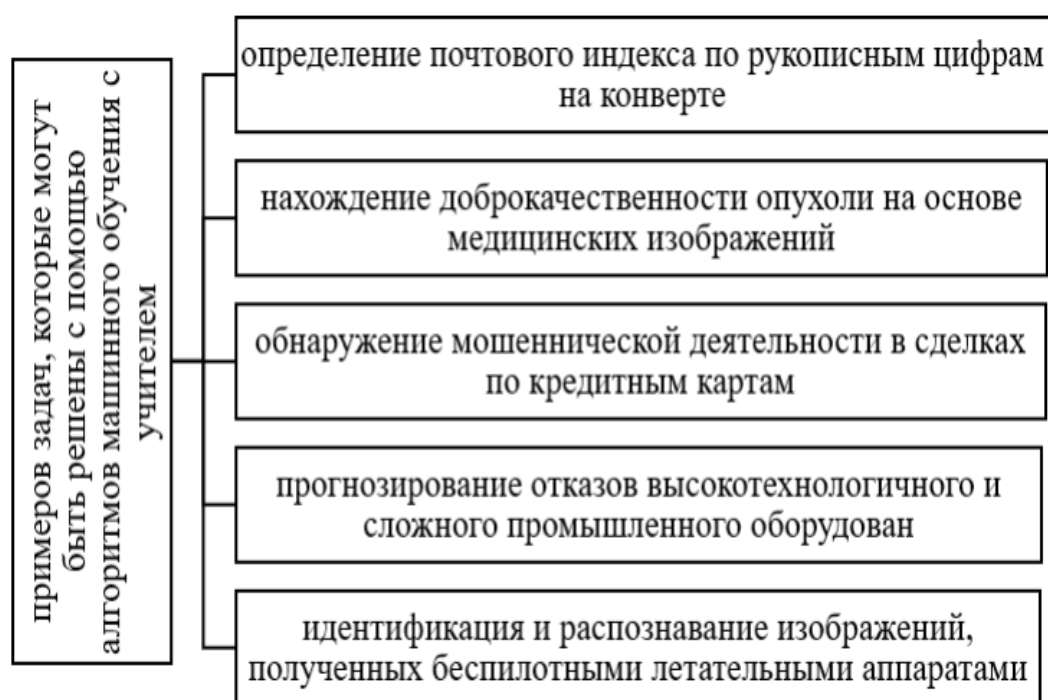 примеров задач, которые могут
быть решены с помощью
алгоритмов машинного обучения с
учителем
определение почтового индекса по рукописным цифрам
на конверте
нахождение доброкачественности опухоли на основе
медицинских изображений
обнаружение мошеннической деятельности в сделках
по кредитным картам
прогнозирование отказов высокотехнологичного и
сложного промышленного оборудован
идентификация и распознавание изображений,
полученных беспилотными летательными аппаратами